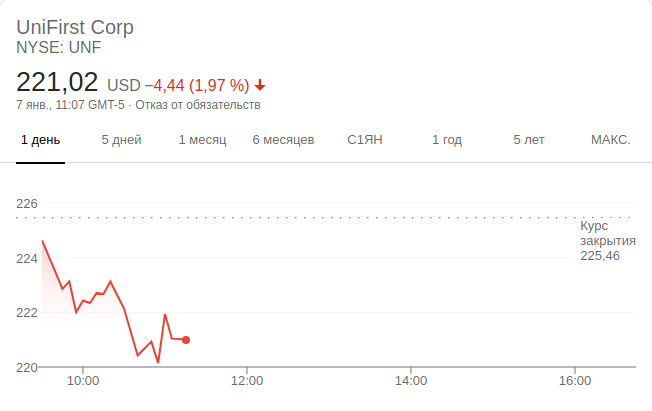 UniFirst Corp
NYSE: UNF
221,02 USD −4,44 (1,97 %)
7 янв., 11:07 GMT-5 · Отказ от обязательств
1 день 5 дней 1 месяц 6 месяцев С1ЯН 1 год 5 лет МАКС.
226
Курс
закрытия
225,46
224
222
220
10:00 12:00 14:00 16:00